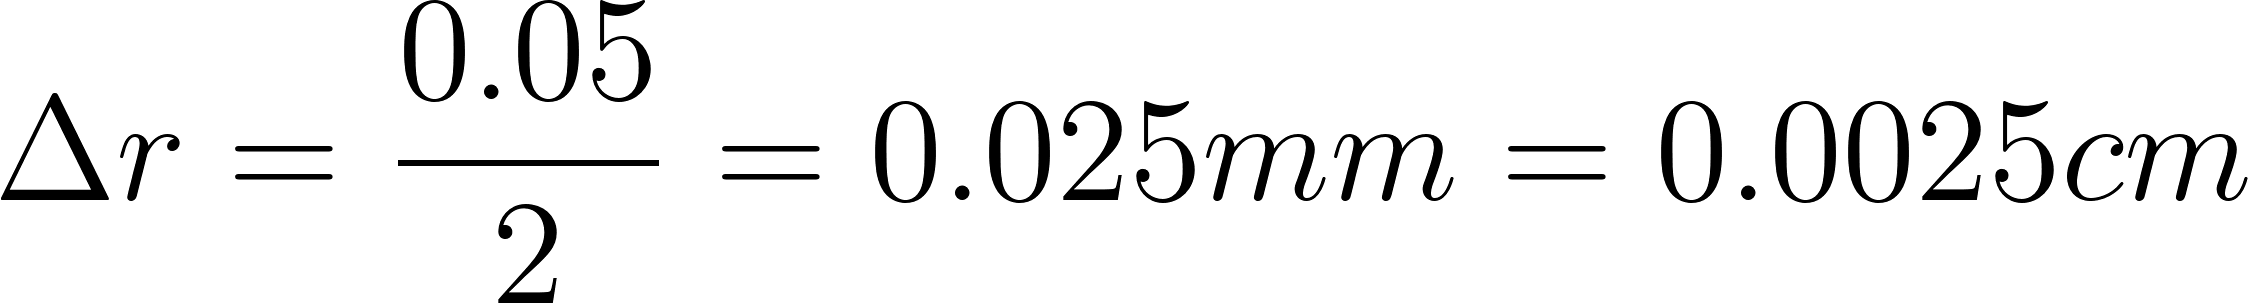 Δr = 0.05/2 = 0.025mm = 0.0025cm